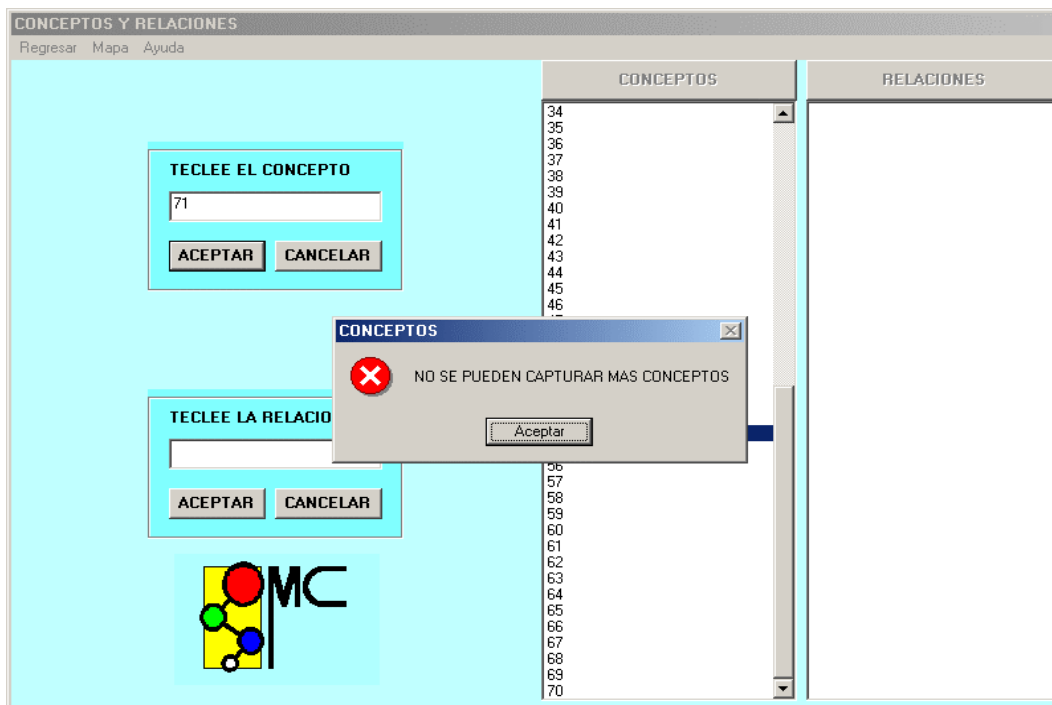 CONCEPTOS Y RELACIONES
Regresar Mapa Ayuda
CONCEPTOS
RELACIONES
34
35
36
37
38
39
40
41
42
43
44
45
46
TECLEE EL CONCEPTO
71
ACEPTAR CANCELAR
CONCEPTOS
NO SE PUEDEN CAPTURAR MAS CONCEPTOS
Aceptar
TECLEE LA RELACIO
ACEPTAR CANCELAR
56
57
58
59
60
61
62
63
64
65
66
67
68
69
70
MC